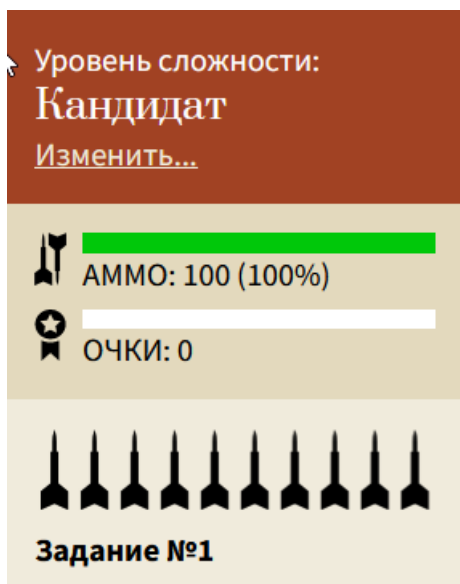 Уровень сложности:
Кандидат
Изменить...
АММО: 100 (100%)
ОЧКИ: 0
Задание №1